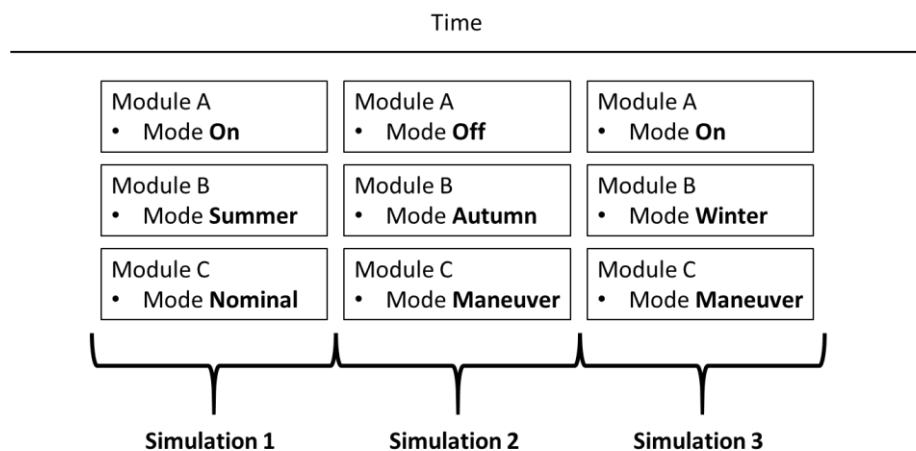 Time
Module A
• Mode On
Module B
• Mode Summer
Module C
• Mode Nominal
Simulation 1
Module A
• Mode Off
Module B
• Mode Autumn
Module C
• Mode Maneuver
Simulation 2
Module A
• Mode On
Module B
• Mode Winter
Module C
• Mode Maneuver
Simulation 3